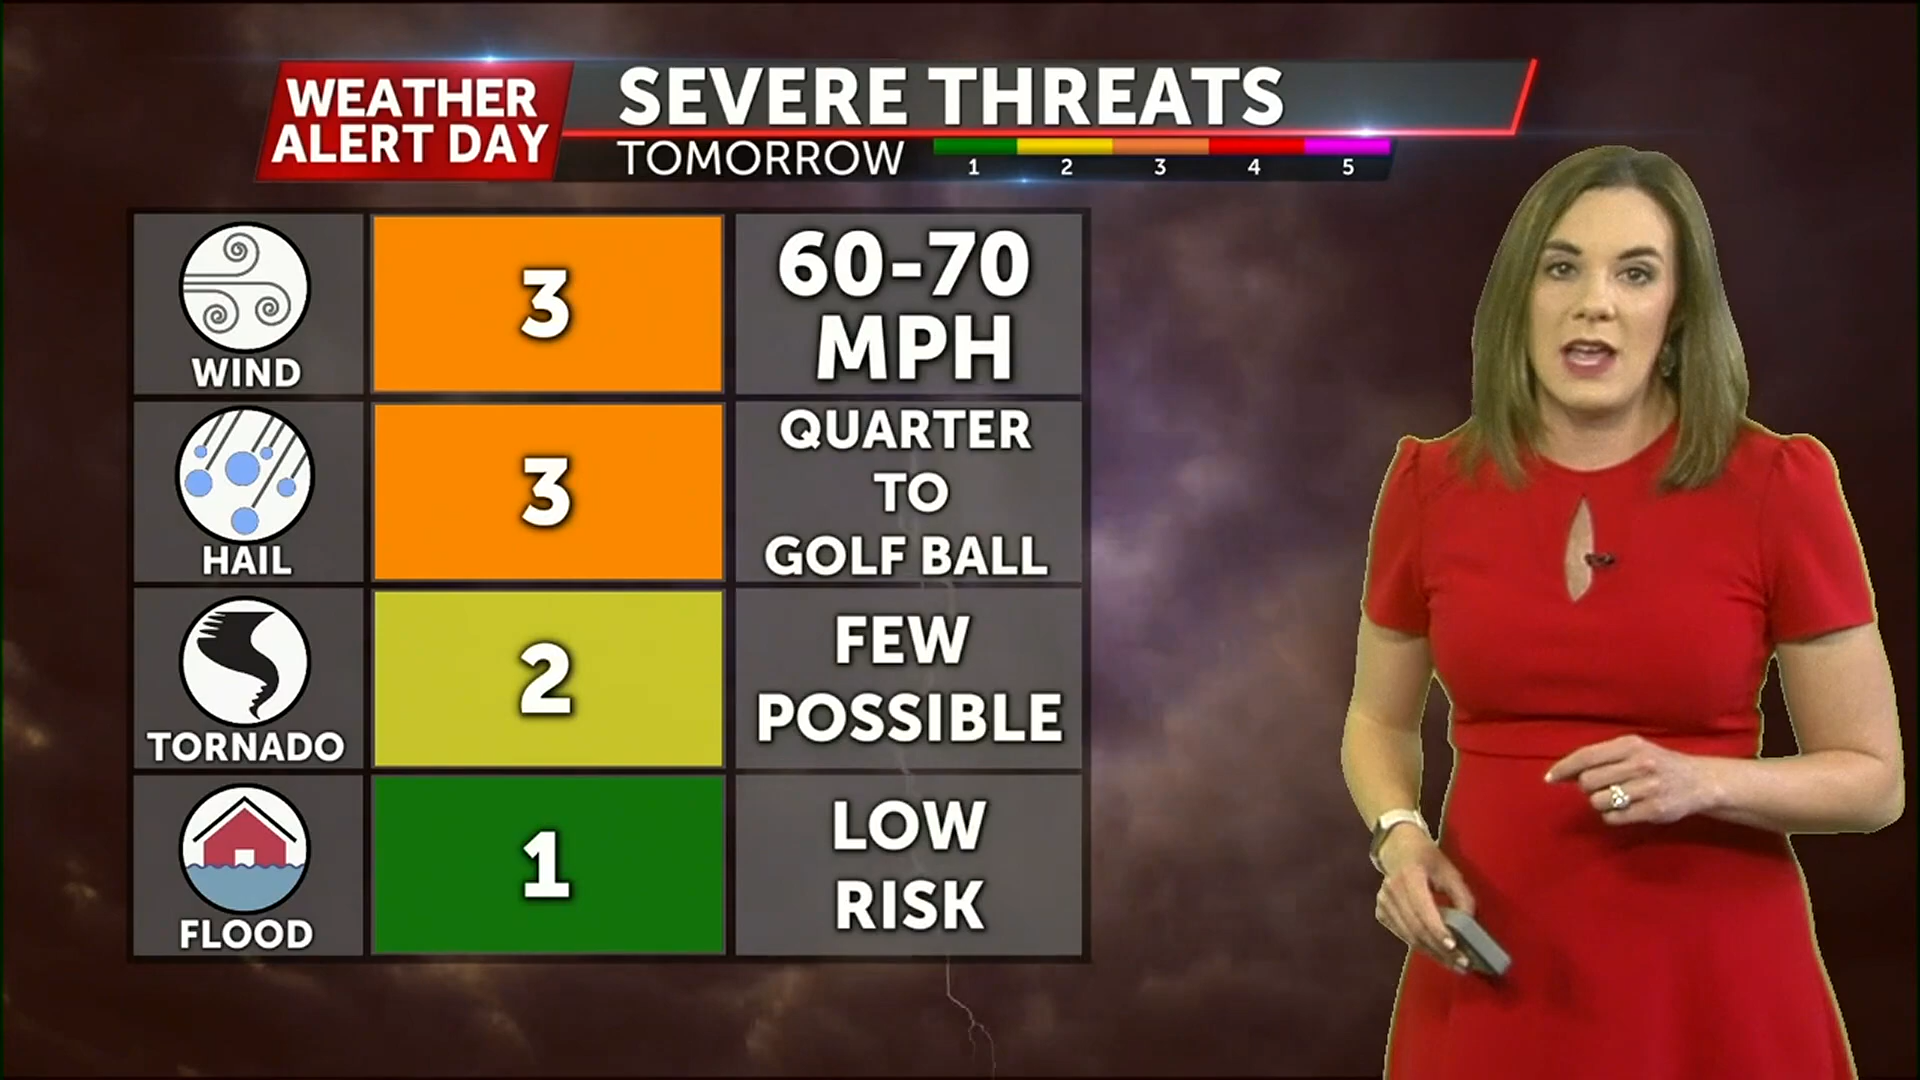 WEATHER
ALERT DAY
SEVERE THREATS
TOMORROW
1 2 3 4 5
WIND
3
60-70
MPH
HAIL
3
QUARTER
TO
GOLF BALL
TORNADO
2
FEW
POSSIBLE
FLOOD
1
LOW
RISK